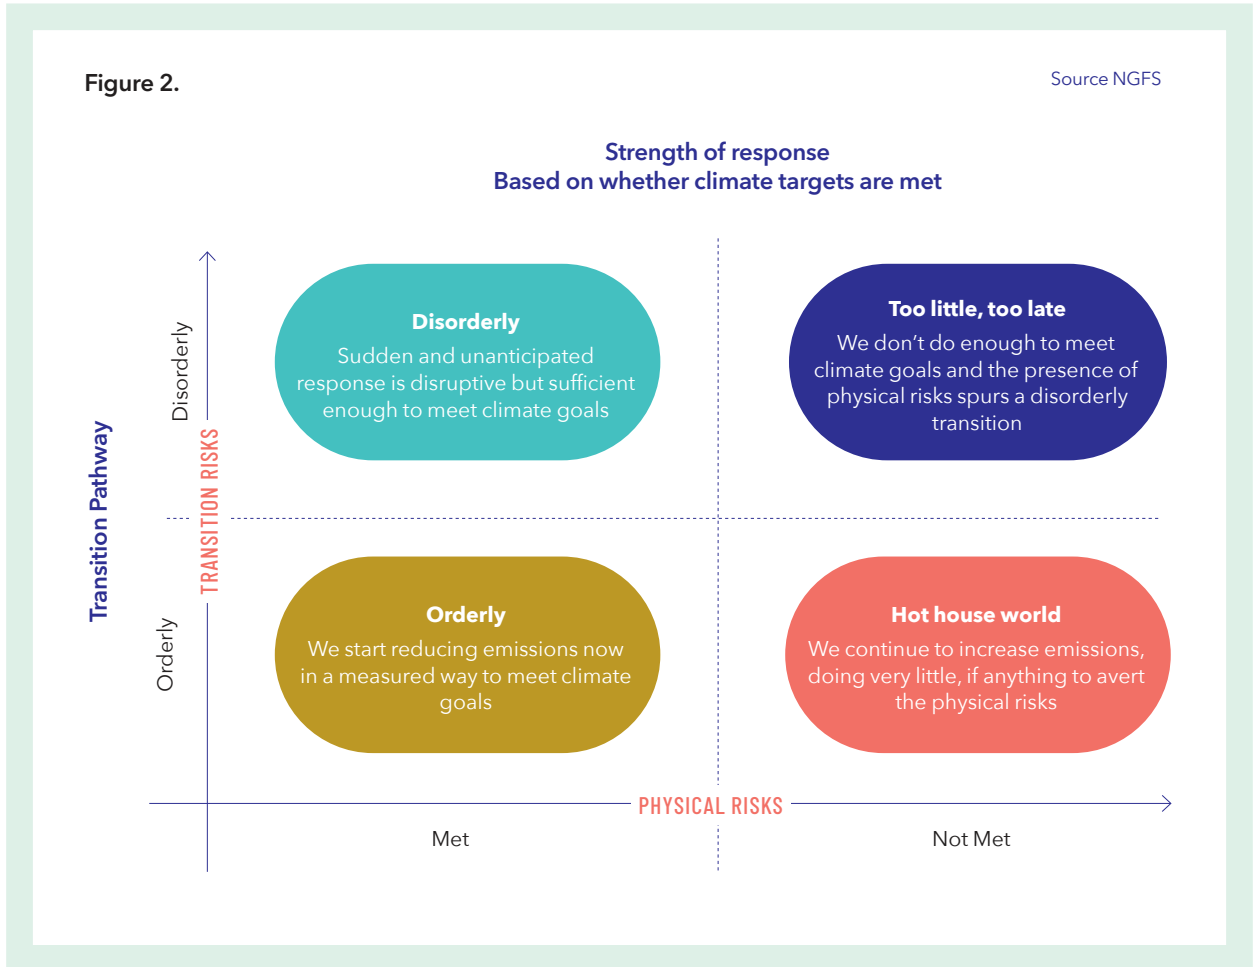 Figure 2.
Source NGFS
Strength of response
Based on whether climate targets are met
Transition Pathway
Disorderly
TRANSITION RISKS
Orderly
Disorderly
Sudden and unanticipated
response is disruptive but sufficient
enough to meet climate goals
Too little, too late
We don’t do enough to meet
climate goals and the presence of
physical risks spurs a disorderly
transition
Orderly
We start reducing emissions now
in a measured way to meet climate
goals
Hot house world
We continue to increase emissions,
doing very little, if anything to avert
the physical risks
PHYSICAL RISKS
Met
Not Met